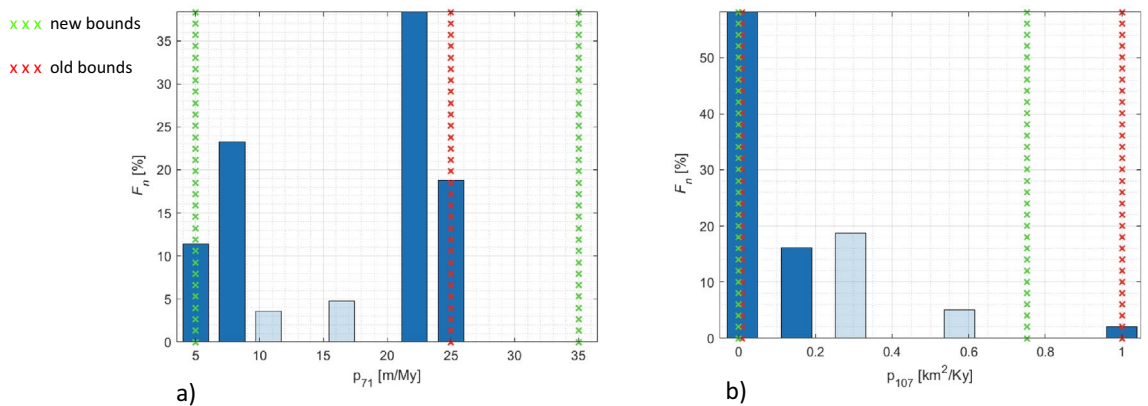 x x x new bounds
x x x old bounds
F_n [%]
35
30
25
20
15
10
5
0
5 10 15 20 25 30 35
p_71 [m/My]
a)
F_n [%]
50
40
30
20
10
0
0 0.2 0.4 0.6 0.8 1
p_107 [km^2/Ky]
b)